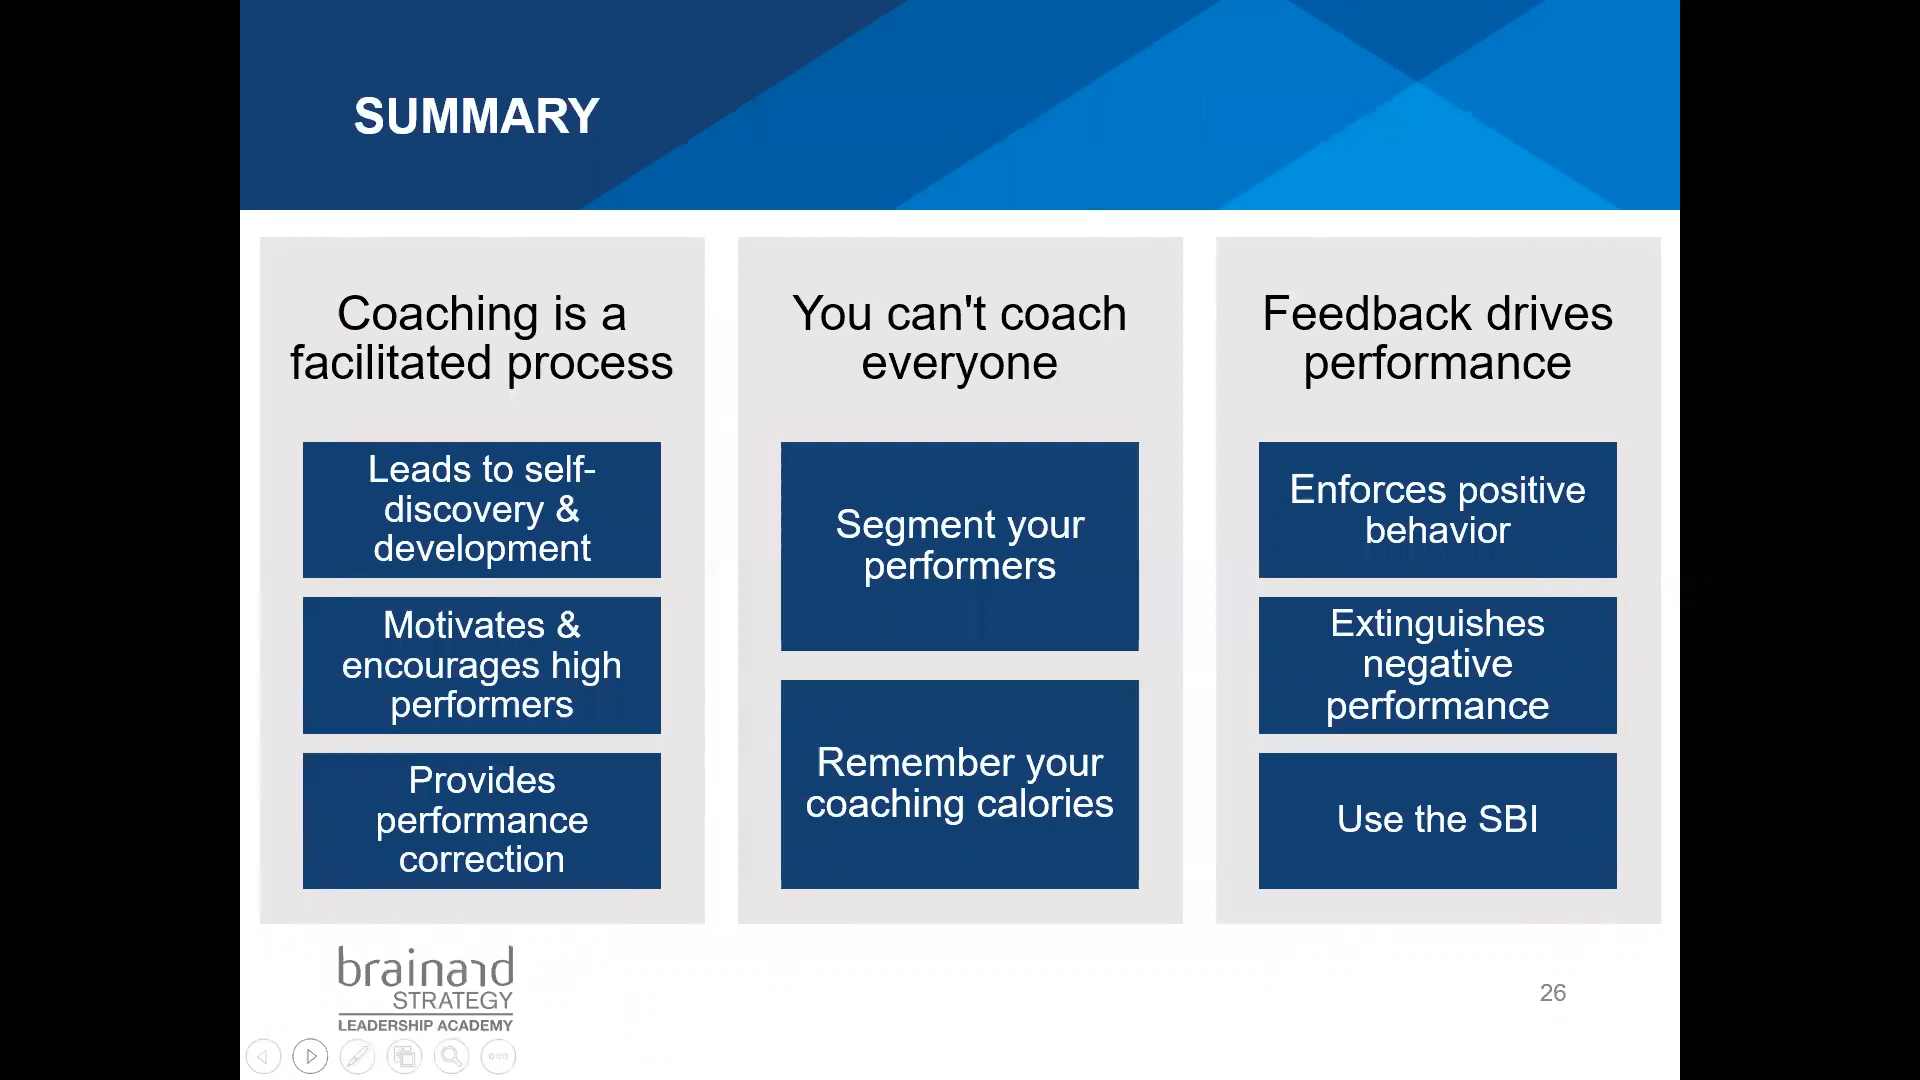 SUMMARY
Coaching is a
facilitated process
Leads to self-
discovery &
development
Motivates &
encourages high
performers
Provides
performance
correction
You can't coach
everyone
Segment your
performers
Remember your
coaching calories
Feedback drives
performance
Enforces positive
behavior
Extinguishes
negative
performance
Use the SBI
brainard
STRATEGY
LEADERSHIP ACADEMY
26